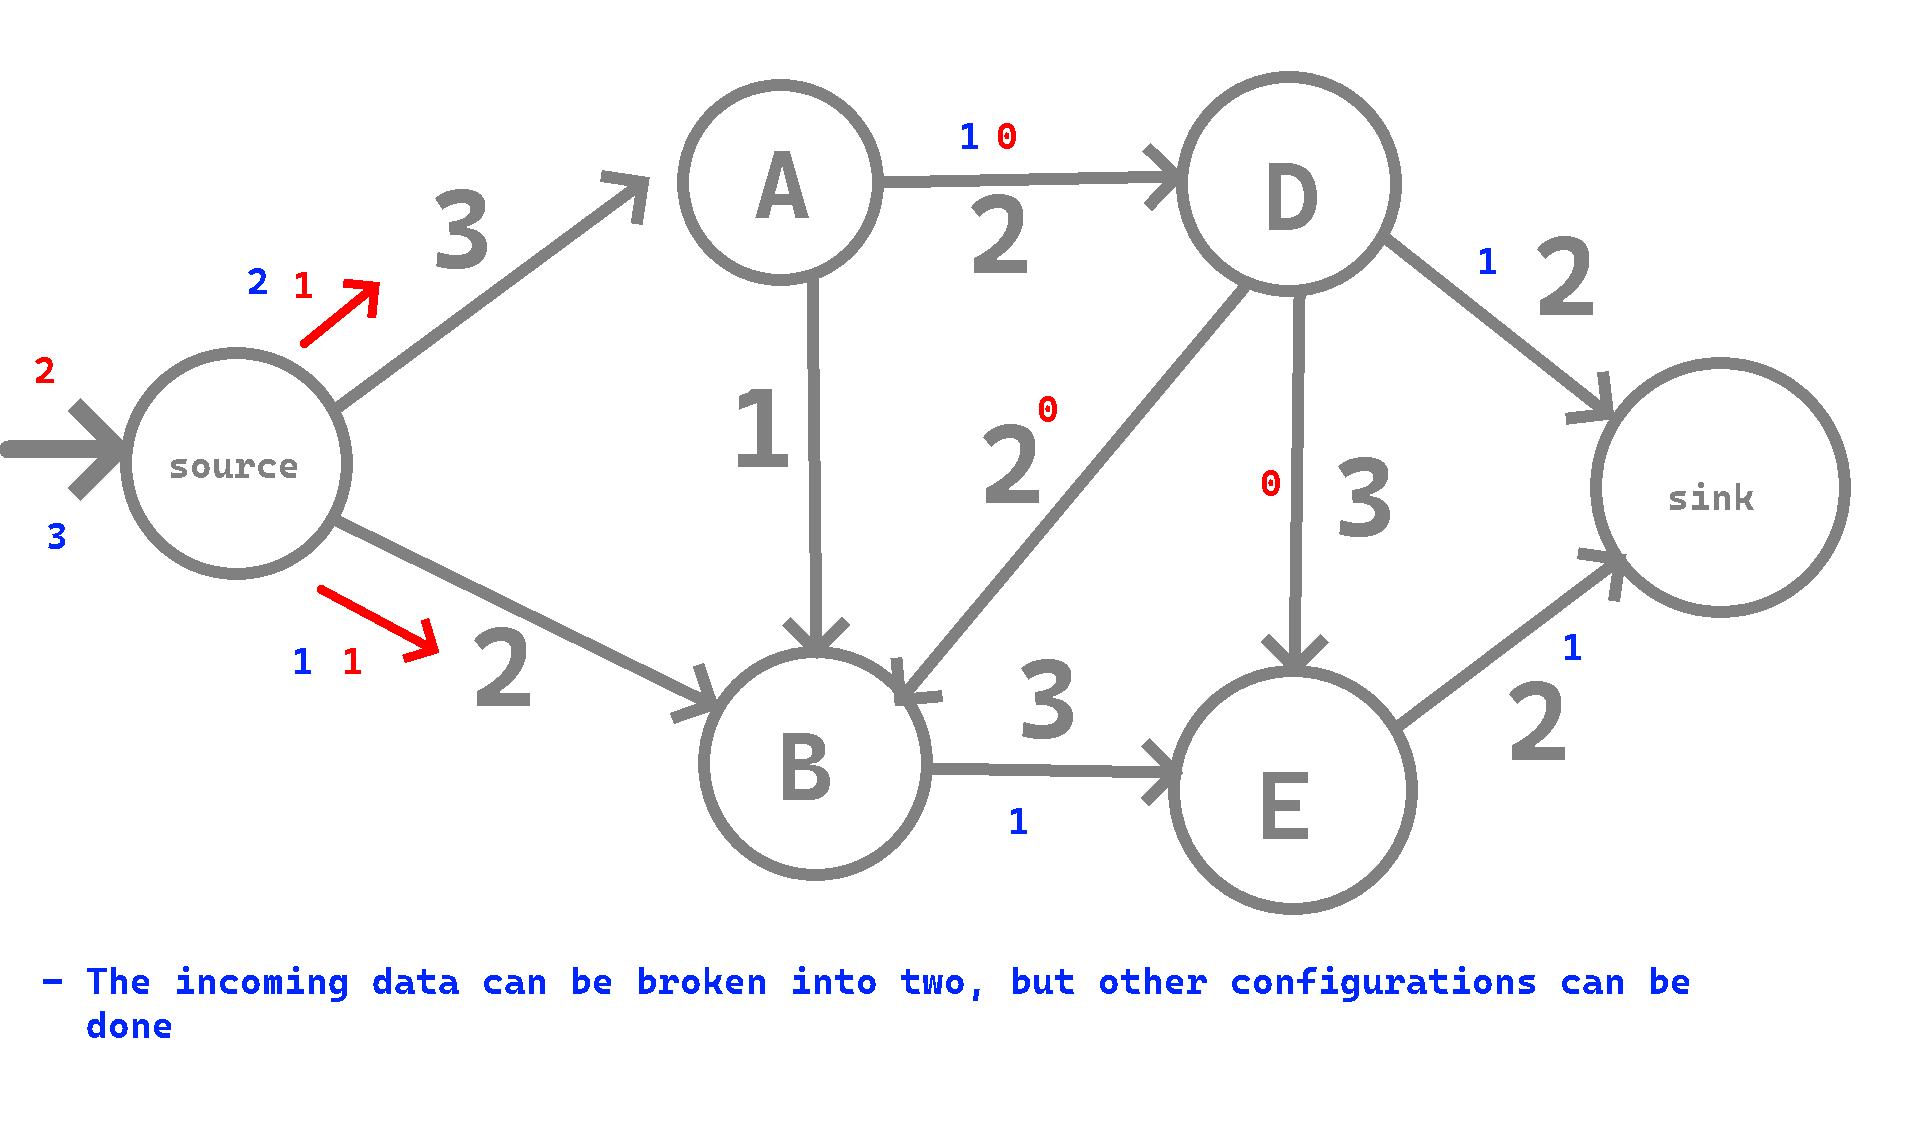 A
1 0
2
D
3
2 1
1 2
2
source
3
1
2 0
0 3
sink
1 1 2
B
3
1
E
1
2
- The incoming data can be broken into two, but other configurations can be
done